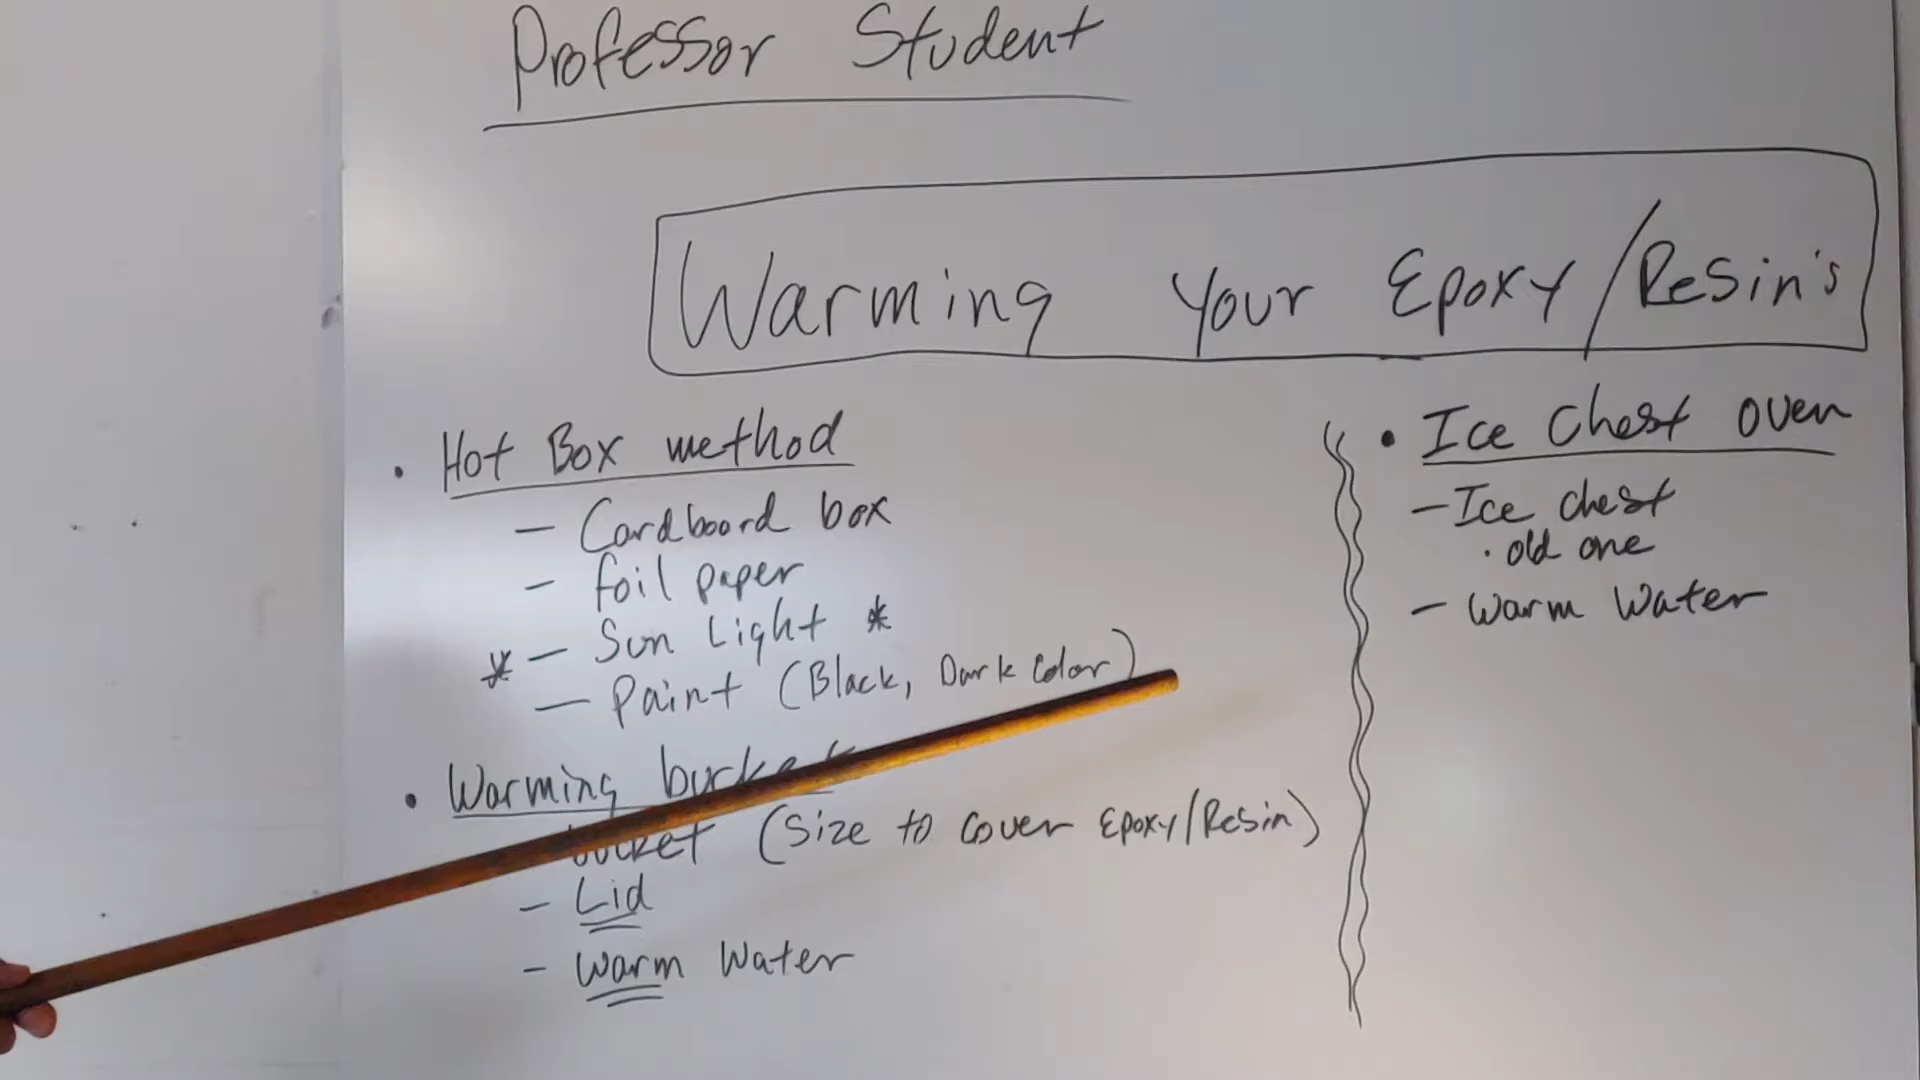 Professor Student
Warming Your Epoxy/Resin's
• Hot Box method
- Cardboard box
- foil paper
* - Sun Light *
- Paint (Black, Dark Color)
• Warming bucket
bucket (Size to cover Epoxy/Resin)
- Lid
- Warm Water
• Ice Chest oven
- Ice chest
• old one
- Warm Water